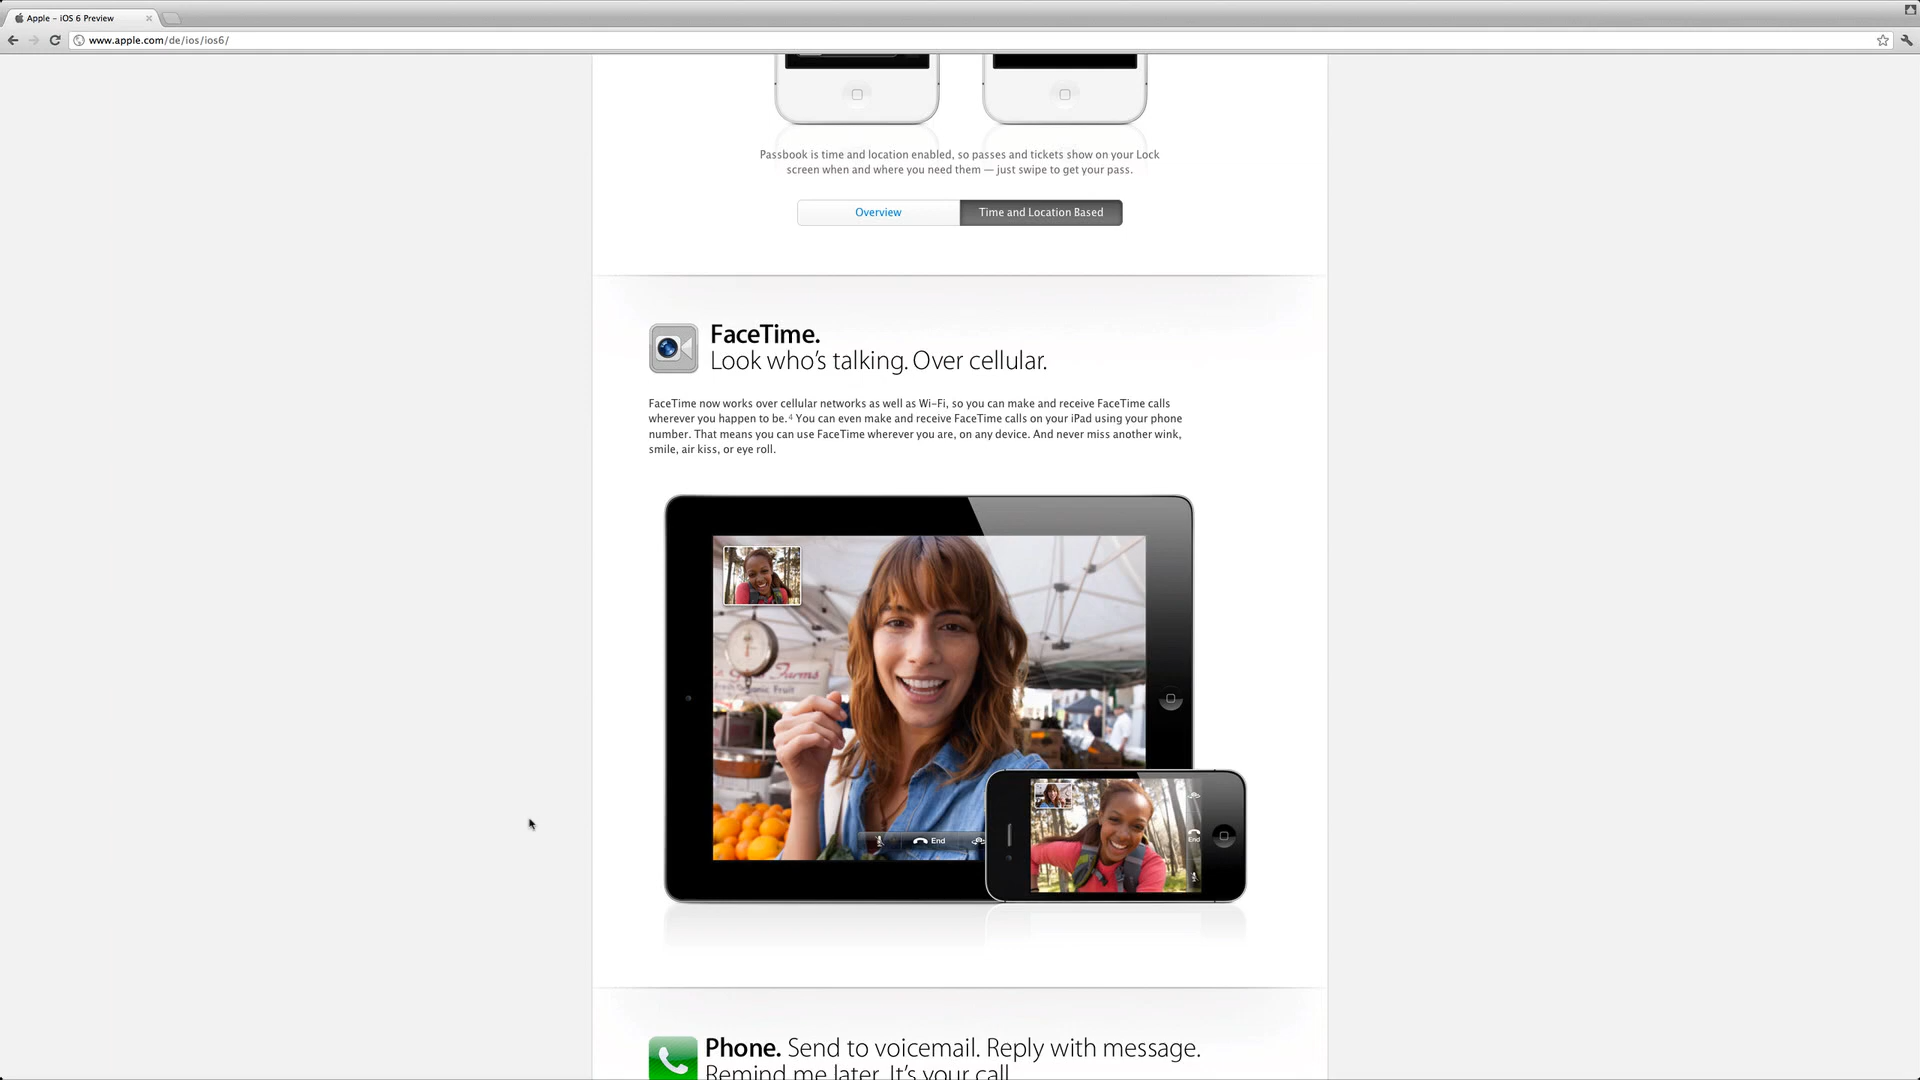 Apple – iOS 6 Preview
www.apple.com/de/ios/ios6/
Passbook is time and location enabled, so passes and tickets show on your Lock
screen when and where you need them — just swipe to get your pass.
Overview
Time and Location Based
FaceTime.
Look who's talking. Over cellular.
FaceTime now works over cellular networks as well as Wi-Fi, so you can make and receive FaceTime calls
wherever you happen to be.⁴ You can even make and receive FaceTime calls on your iPad using your phone
number. That means you can use FaceTime wherever you are, on any device. And never miss another wink,
smile, air kiss, or eye roll.
Farms
Fresh Organic Fruit
End
End
Phone. Send to voicemail. Reply with message.
Remind me later. It's your call.